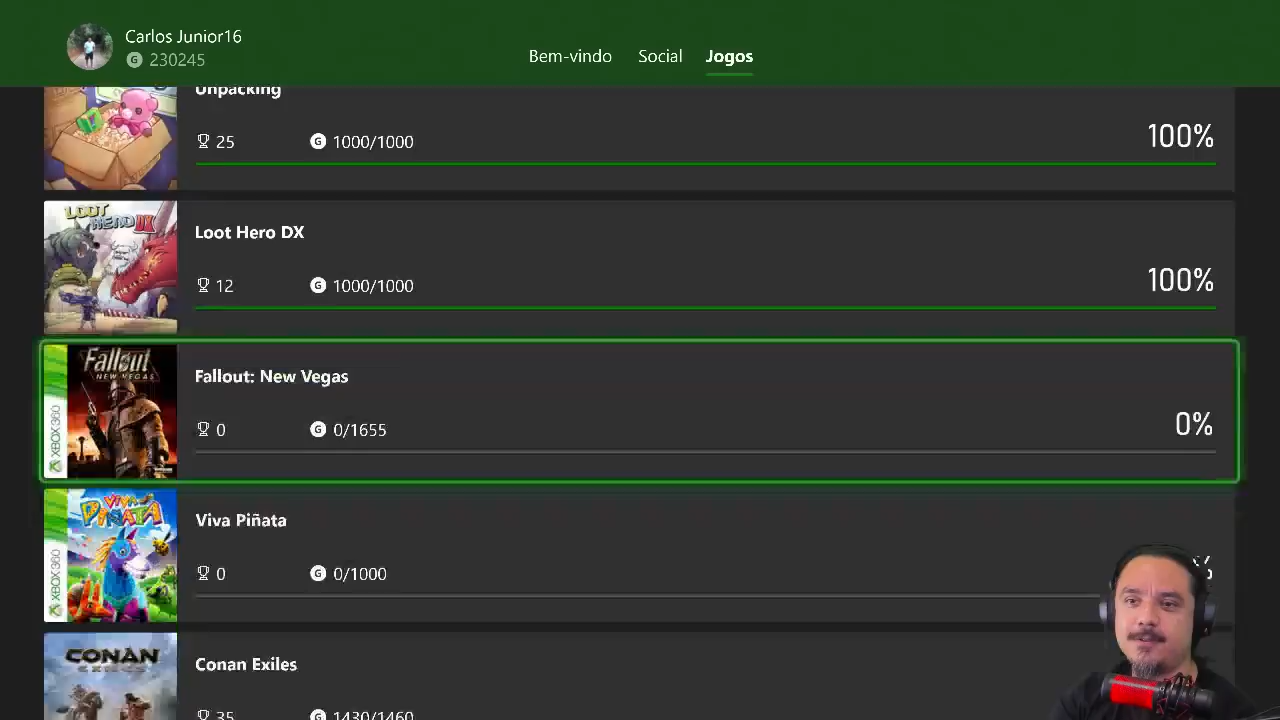 Carlos Junior16
G 230245
Bem-vindo Social Jogos
Unpacking
25 G 1000/1000 100%
LOOT HERO DX
Loot Hero DX
12 G 1000/1000 100%
XBOX 360
Fallout
NEW VEGAS
Fallout: New Vegas
0 G 0/1655 0%
XBOX 360
VIVA PIÑATA
Viva Piñata
0 G 0/1000
CONAN
EXILES
Conan Exiles
35 1430/1460